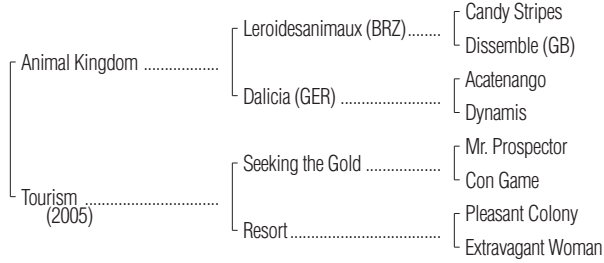 Candy Stripes
Leroidesanimaux (BRZ)........
Dissemble (GB)
Animal Kingdom ..................
Acatenango
Dalicia (GER) ........................
Dynamis
Mr. Prospector
Seeking the Gold ..................
Con Game
Tourism ................................
(2005)
Pleasant Colony
Resort....................................
Extravagant Woman